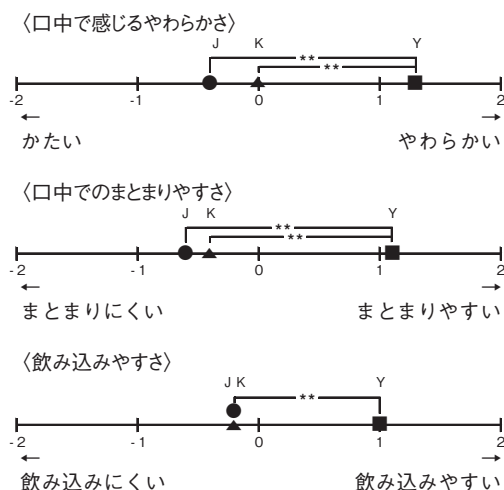 〈口中で感じるやわらかさ〉
J K Y
**
**
-2 -1 0 1 2
← →
かたい やわらかい
〈口中でのまとまりやすさ〉
J K Y
**
**
-2 -1 0 1 2
← →
まとまりにくい まとまりやすい
〈飲み込みやすさ〉
J K Y
**
-2 -1 0 1 2
← →
飲み込みにくい 飲み込みやすい